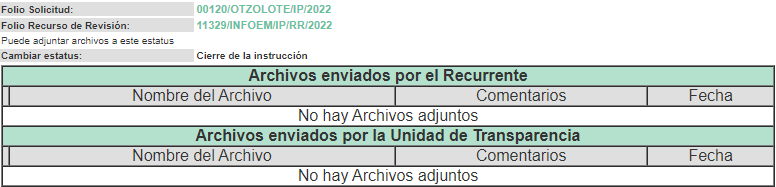 Folio Solicitud: 00120/OTZOLOTE/IP/2022
Folio Recurso de Revisión: 11329/INFOEM/IP/RR/2022
Puede adjuntar archivos a este estatus
Cambiar estatus: Cierre de la instrucción
Archivos enviados por el Recurrente
Nombre del Archivo Comentarios Fecha
No hay Archivos adjuntos
Archivos enviados por la Unidad de Transparencia
Nombre del Archivo Comentarios Fecha
No hay Archivos adjuntos